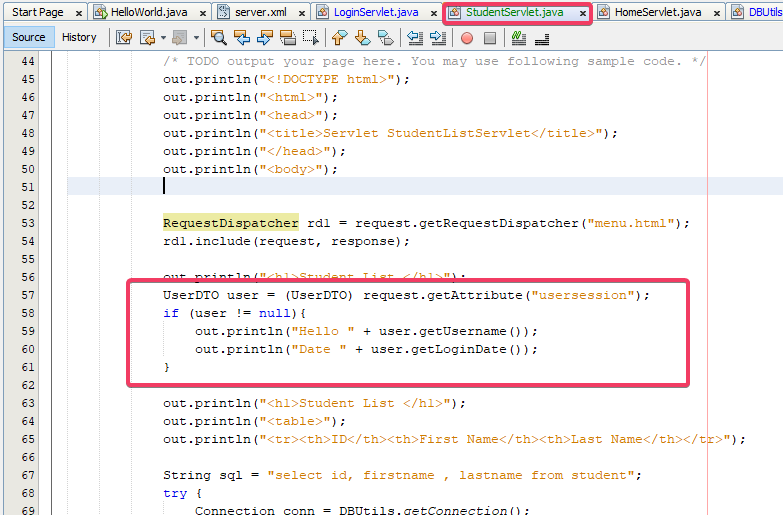 Start Page HelloWorld.java server.xml LoginServlet.java StudentServlet.java HomeServlet.java DBUtils
Source History
44 /* TODO output your page here. You may use following sample code. */
45 out.println("<!DOCTYPE html>");
46 out.println("<html>");
47 out.println("<head>");
48 out.println("<title>Servlet StudentListServlet</title>");
49 out.println("</head>");
50 out.println("<body>");
51
52
53 RequestDispatcher rd1 = request.getRequestDispatcher("menu.html");
54 rd1.include(request, response);
55
56 out.println("<h1>Student List </h1>");
57 UserDTO user = (UserDTO) request.getAttribute("usersession");
58 if (user != null){
59 out.println("Hello " + user.getUsername());
60 out.println("Date " + user.getLoginDate());
61 }
62
63 out.println("<h1>Student List </h1>");
64 out.println("<table>");
65 out.println("<tr><th>ID</th><th>First Name</th><th>Last Name</th></tr>");
66
67 String sql = "select id, firstname , lastname from student";
68 try {
69 Connection conn = DBUtils.getConnection();